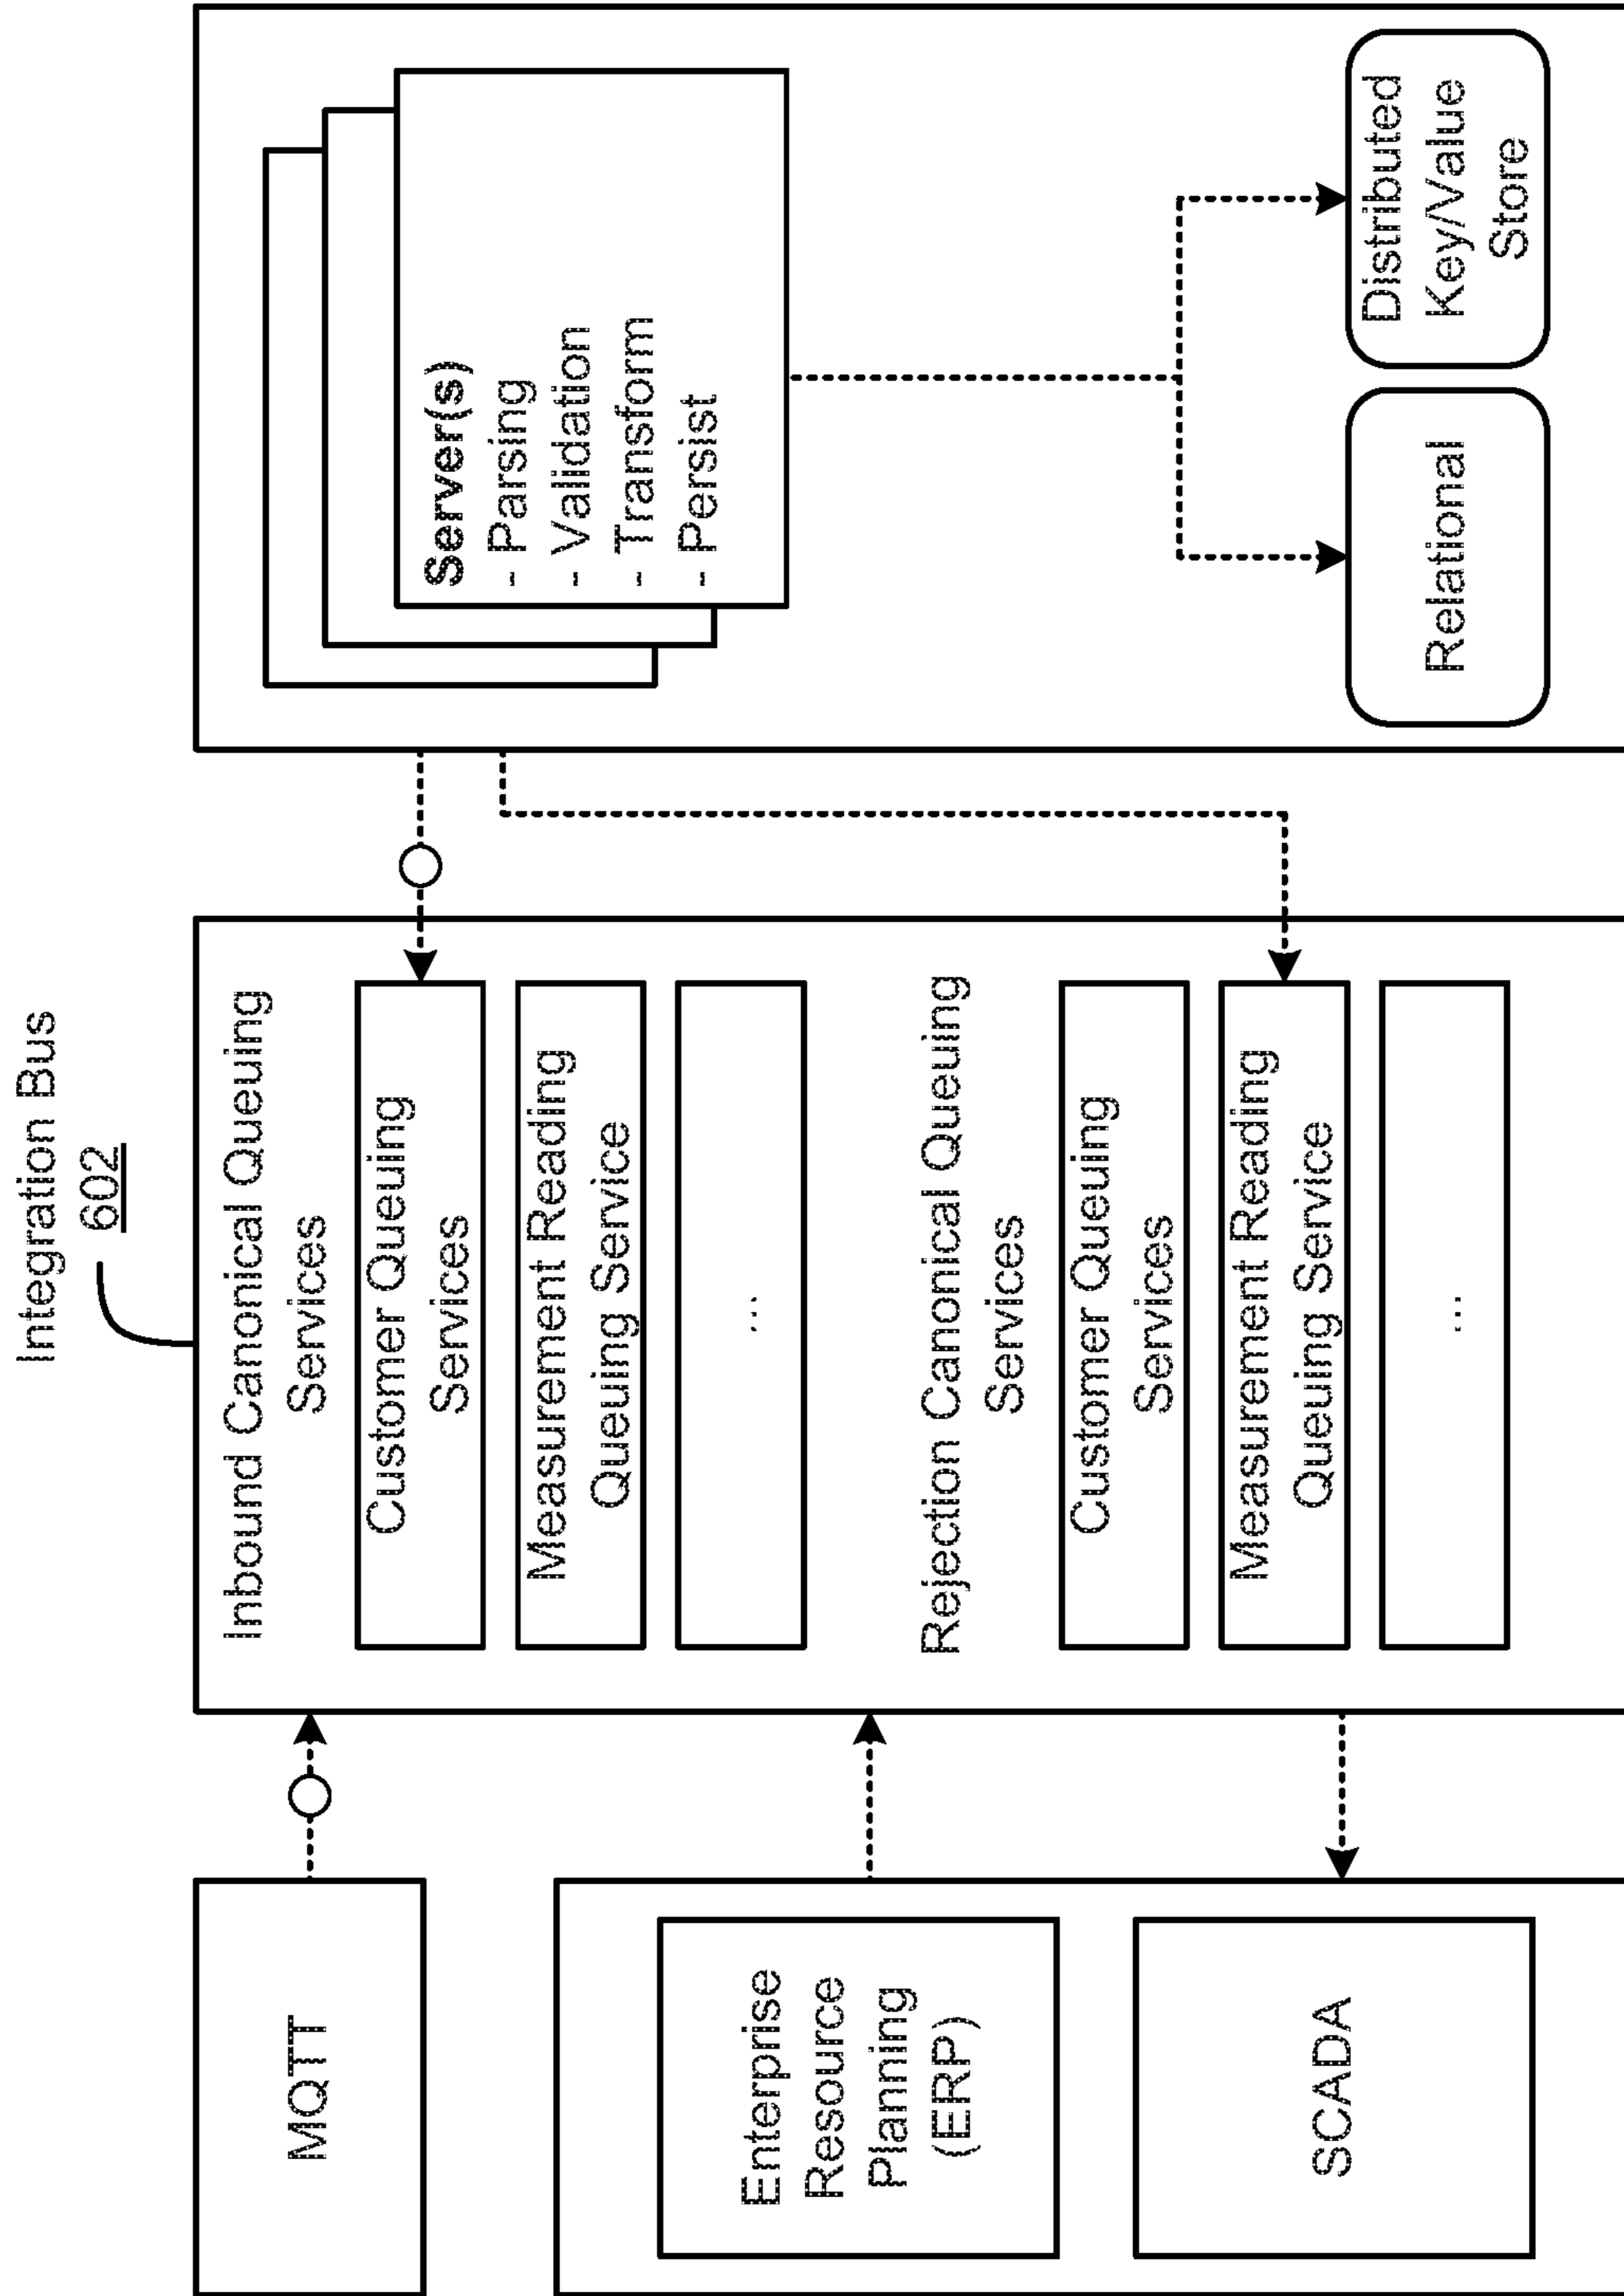 Integration Bus
602
MQTT
Enterprise
Resource
Planning
(ERP)
SCADA
Inbound Canonical Queuing
Services
Customer Queuing
Services
Measurement Reading
Queuing Service
...
Rejection Canonical Queuing
Services
Customer Queuing
Services
Measurement Reading
Queuing Service
...
Server(s)
- Parsing
- Validation
- Transform
- Persist
Relational
Distributed
Key/Value
Store